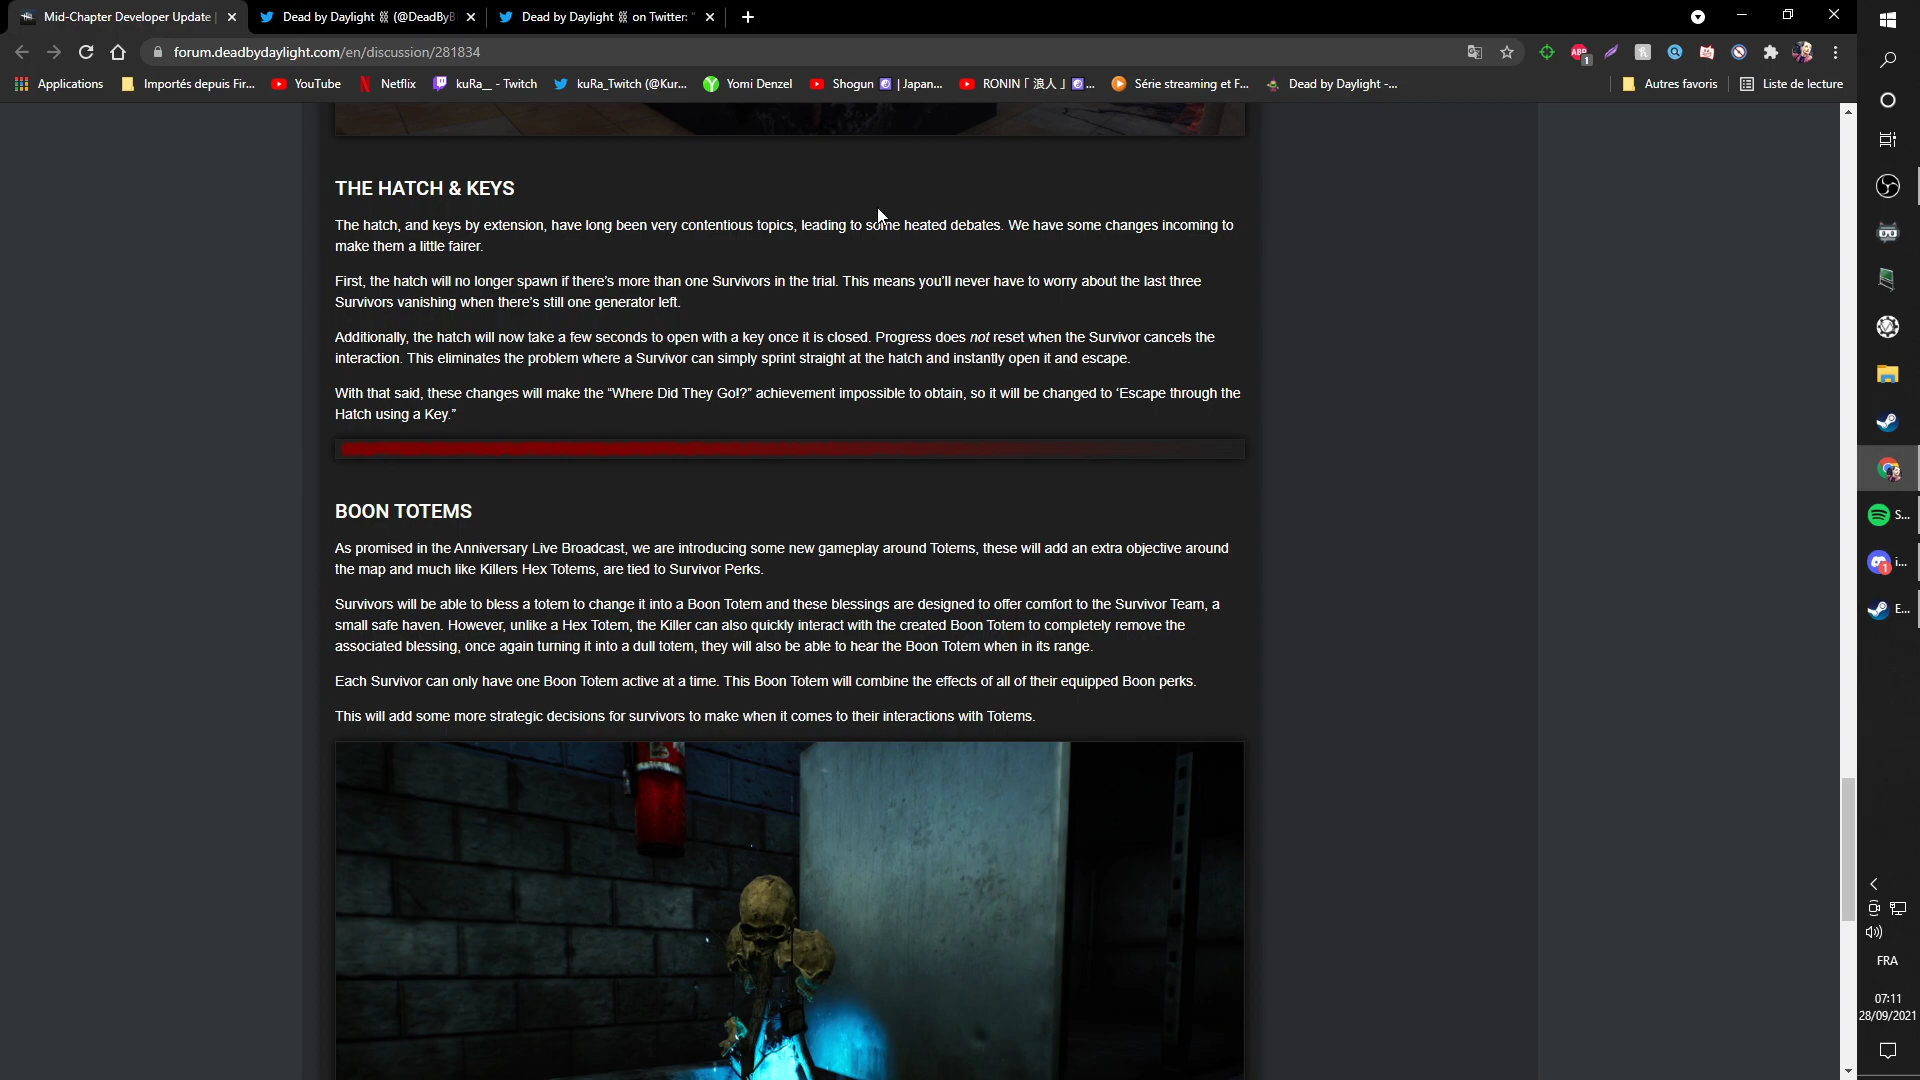 Mid-Chapter Developer Update
Dead by Daylight ⛓ (@DeadByB
Dead by Daylight ⛓ on Twitter: "
forum.deadbydaylight.com/en/discussion/281834
Applications
Importés depuis Fir...
YouTube
Netflix
kuRa__ - Twitch
kuRa_Twitch (@Kur...
Yomi Denzel
Shogun | Japan...
RONIN「 浪人 」...
Série streaming et F...
Dead by Daylight -...
Autres favoris
Liste de lecture
THE HATCH & KEYS
The hatch, and keys by extension, have long been very contentious topics, leading to some heated debates. We have some changes incoming to
make them a little fairer.
First, the hatch will no longer spawn if there's more than one Survivors in the trial. This means you'll never have to worry about the last three
Survivors vanishing when there's still one generator left.
Additionally, the hatch will now take a few seconds to open with a key once it is closed. Progress does not reset when the Survivor cancels the
interaction. This eliminates the problem where a Survivor can simply sprint straight at the hatch and instantly open it and escape.
With that said, these changes will make the “Where Did They Go!?” achievement impossible to obtain, so it will be changed to ‘Escape through the
Hatch using a Key.”
BOON TOTEMS
As promised in the Anniversary Live Broadcast, we are introducing some new gameplay around Totems, these will add an extra objective around
the map and much like Killers Hex Totems, are tied to Survivor Perks.
Survivors will be able to bless a totem to change it into a Boon Totem and these blessings are designed to offer comfort to the Survivor Team, a
small safe haven. However, unlike a Hex Totem, the Killer can also quickly interact with the created Boon Totem to completely remove the
associated blessing, once again turning it into a dull totem, they will also be able to hear the Boon Totem when in its range.
Each Survivor can only have one Boon Totem active at a time. This Boon Totem will combine the effects of all of their equipped Boon perks.
This will add some more strategic decisions for survivors to make when it comes to their interactions with Totems.
ABP
1
S...
1
i...
E...
FRA
07:11
28/09/2021